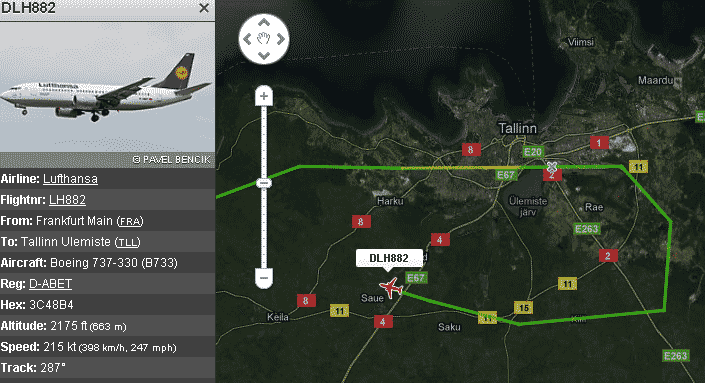 DLH882
Lufthansa
© PAVEL BENCIK
Airline: Lufthansa
Flightnr: LH882
From: Frankfurt Main (FRA)
To: Tallinn Ulemiste (TLL)
Aircraft: Boeing 737-330 (B733)
Reg: D-ABET
Hex: 3C48B4
Altitude: 2175 ft (663 m)
Speed: 215 kt (398 km/h, 247 mph)
Track: 287°
Viimsi
Maardu
Tallinn
8
E20
1
E67
2
11
Harku
Ülemiste
järv
Rae
8
4
E263
DLH882
d
E67
2
Saue
11
8
15
Keila
11
4
Saku
11
E263